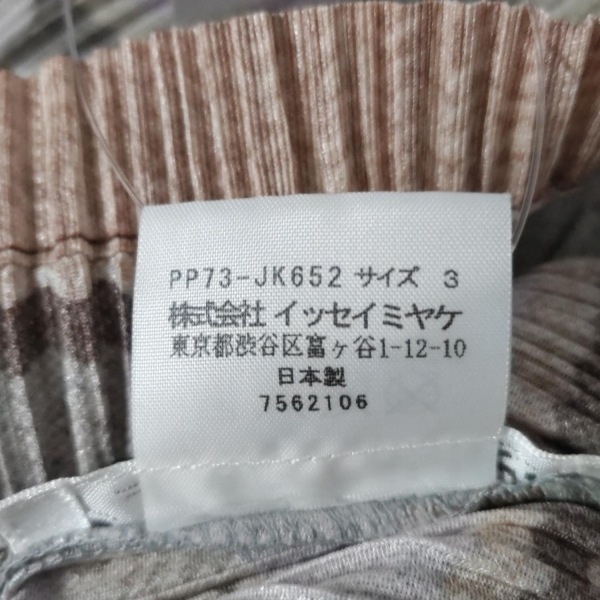 PP73-JK652 サイズ 3
株式会社 イッセイミヤケ
東京都渋谷区富ヶ谷1-12-10
日本製
7562106